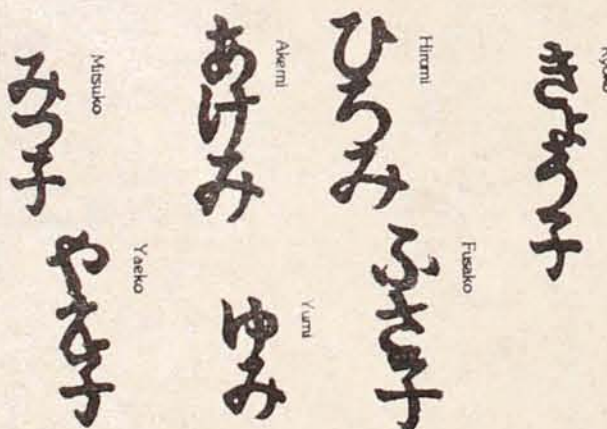 きょう子
Hiromi
ひろみ
Fusako
ふさ子
Akemi
あけみ
Yumi
ゆみ
Mitsuko
みつ子
Yaeko
やえ子